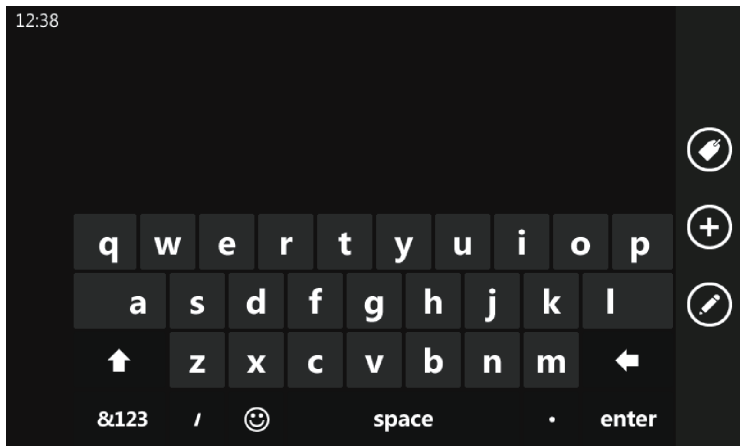 12:38
q w e r t y u i o p
a s d f g h j k l
z x c v b n m
&123 / space . enter